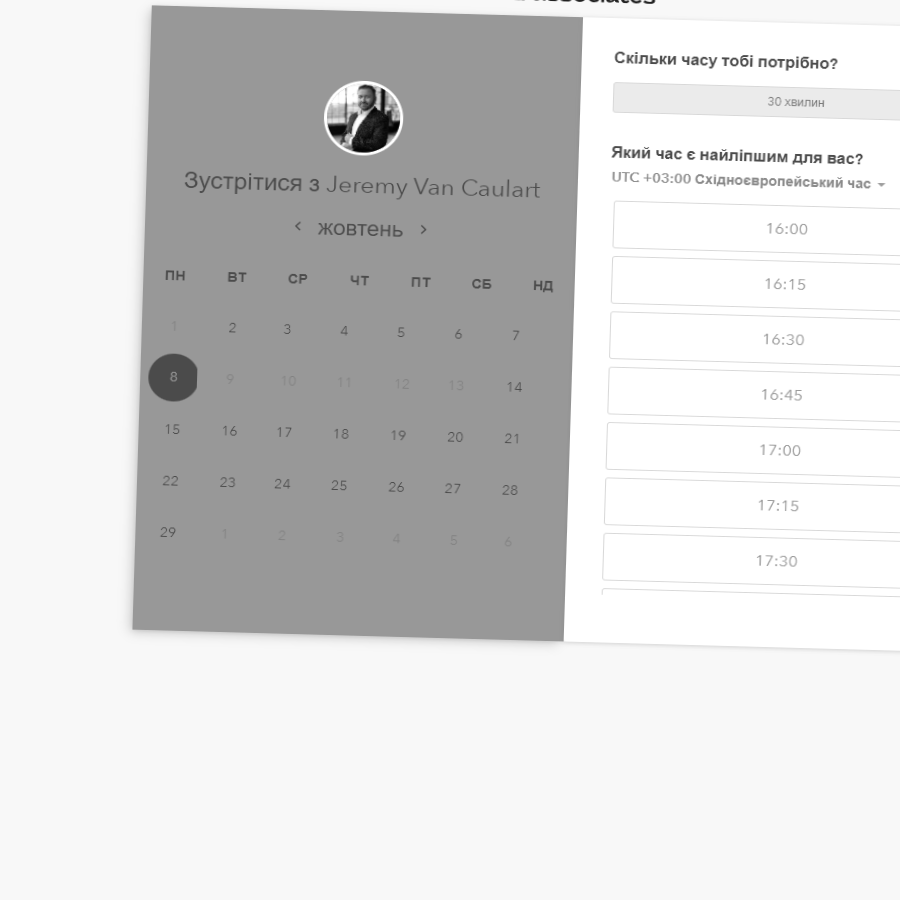 Зустрітися з Jeremy Van Caulart
жовтень
ПН ВТ СР ЧТ ПТ СБ НД
1 2 3 4 5 6 7
8 9 10 11 12 13 14
15 16 17 18 19 20 21
22 23 24 25 26 27 28
29 1 2 3 4 5 6
Скільки часу тобі потрібно?
30 хвилин
Який час є найліпшим для вас?
UTC +03:00 Східноєвропейський час
16:00
16:15
16:30
16:45
17:00
17:15
17:30